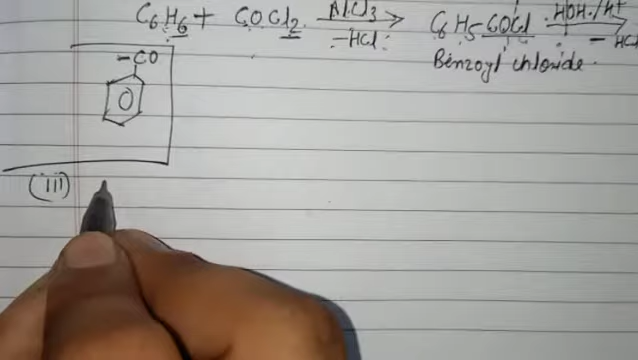 C6H6 + COCl2 AlCl3 / -HCl → C6H5COCl HOH/H+ / -HCl →
Benzoyl chloride.
-CO
(iii)